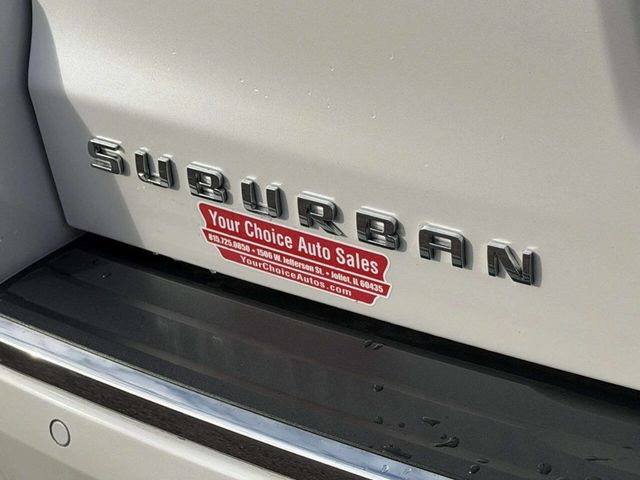 SUBURBAN
Your Choice Auto Sales
815.725.0850 • 1506 W. Jefferson St. • Joliet, IL 60435
YourChoiceAutos.com